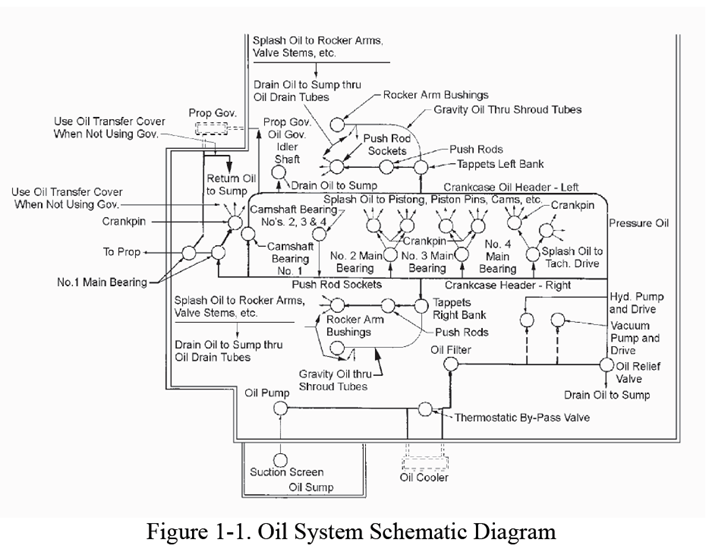 Splash Oil to Rocker Arms,
Valve Stems, etc.
Drain Oil to Sump thru
Oil Drain Tubes
Rocker Arm Bushings
Gravity Oil Thru Shroud Tubes
Prop Gov.
Use Oil Transfer Cover
When Not Using Gov.
Prop Gov.
Oil Gov.
Idler
Shaft
Push Rod
Sockets
Push Rods
Tappets Left Bank
Return Oil
to Sump
Drain Oil to Sump
Crankcase Oil Header - Left
Use Oil Transfer Cover
When Not Using Gov.
Splash Oil to Pistong, Piston Pins, Cams, etc.
Crankpin
Camshaft Bearing
No's. 2, 3 & 4
Crankpin
Pressure Oil
To Prop
Camshaft
Bearing
No. 1
Crankpin
No. 2 Main
Bearing
No. 3 Main
Bearing
No. 4
Main
Bearing
Splash Oil to
Tach. Drive
No.1 Main Bearing
Push Rod Sockets
Crankcase Header - Right
Splash Oil to Rocker Arms,
Valve Stems, etc.
Rocker Arm
Bushings
Tappets
Right Bank
Push Rods
Hyd. Pump
and Drive
Vacuum
Pump and
Drive
Drain Oil to Sump thru
Oil Drain Tubes
Oil Filter
Gravity Oil thru
Shroud Tubes
Oil Relief
Valve
Drain Oil to Sump
Oil Pump
Thermostatic By-Pass Valve
Suction Screen
Oil Sump
Oil Cooler
Figure 1-1. Oil System Schematic Diagram